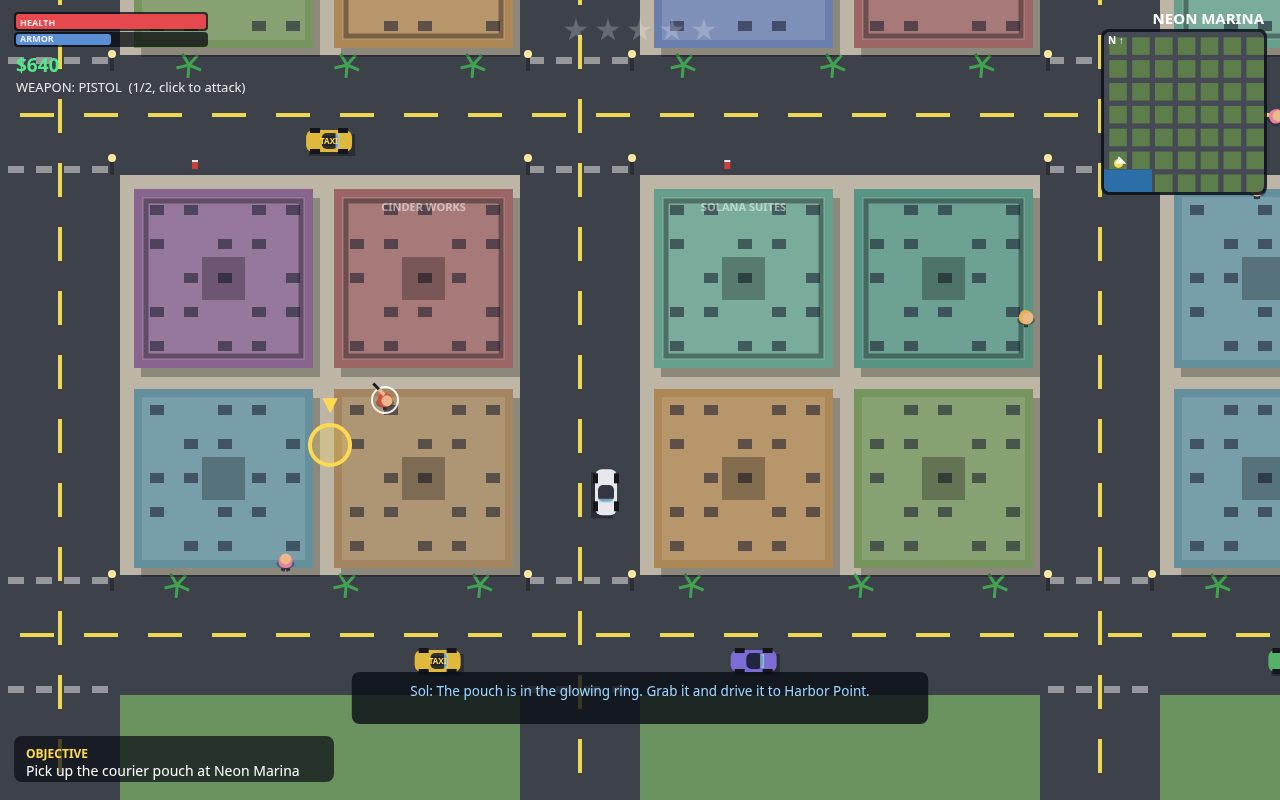 HEALTH
ARMOR
$640
WEAPON: PISTOL (1/2, click to attack)
NEON MARINA
N ↑
TAXI
CINDER WORKS
SOLANA SUITES
TAXI
Sol: The pouch is in the glowing ring. Grab it and drive it to Harbor Point.
OBJECTIVE
Pick up the courier pouch at Neon Marina